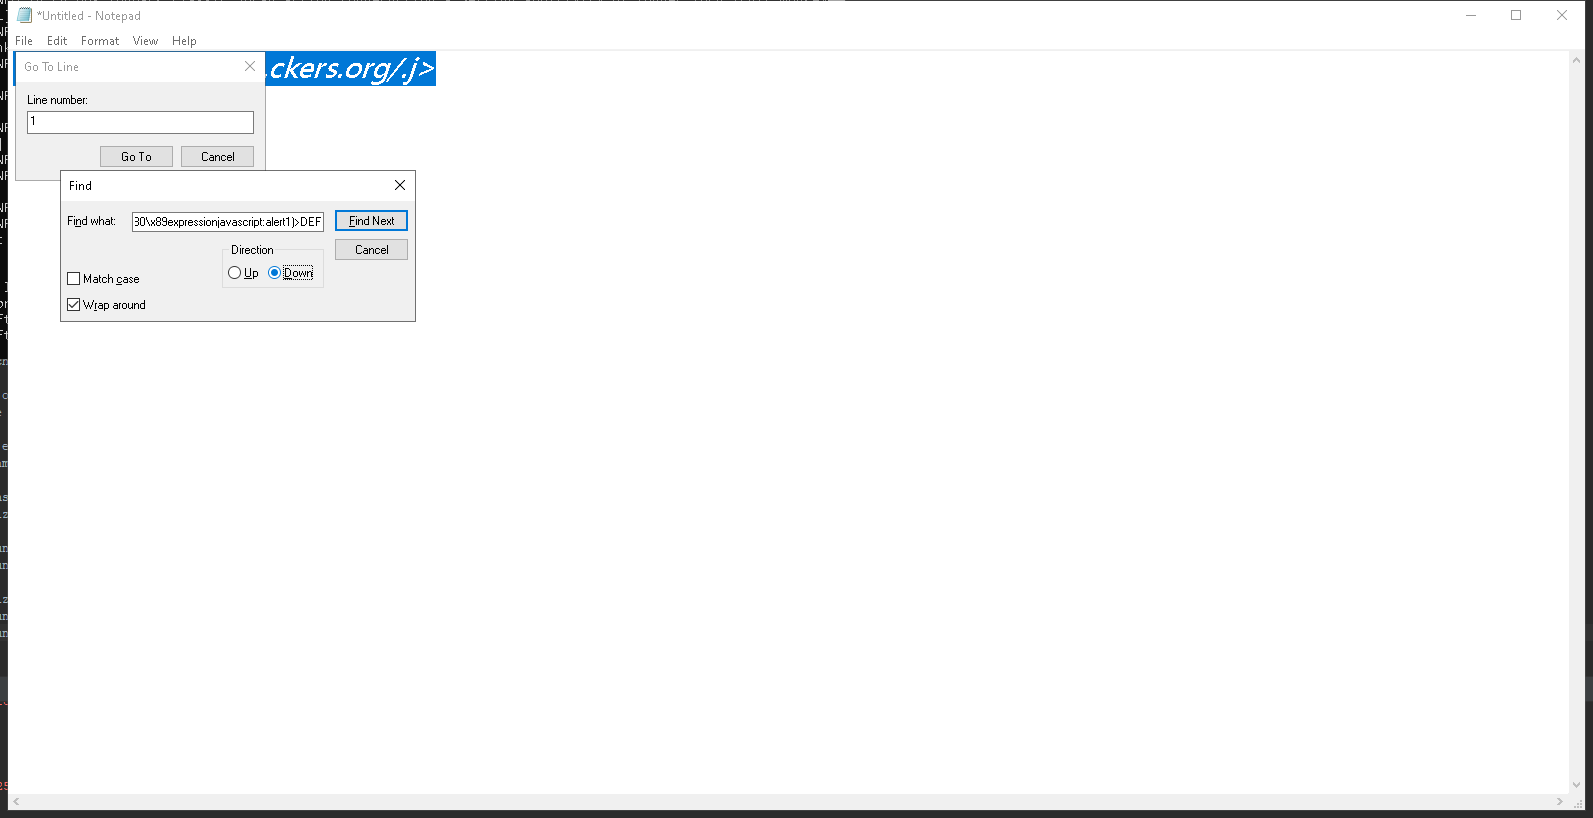 *Untitled - Notepad
File Edit Format View Help
Go To Line
.ckers.org/.j>
Line number:
1
Go To Cancel
Find
Find what: 30\x89expressionjavascript:alert1)>DEF Find Next
Direction Cancel
Up Down
Match case
Wrap around